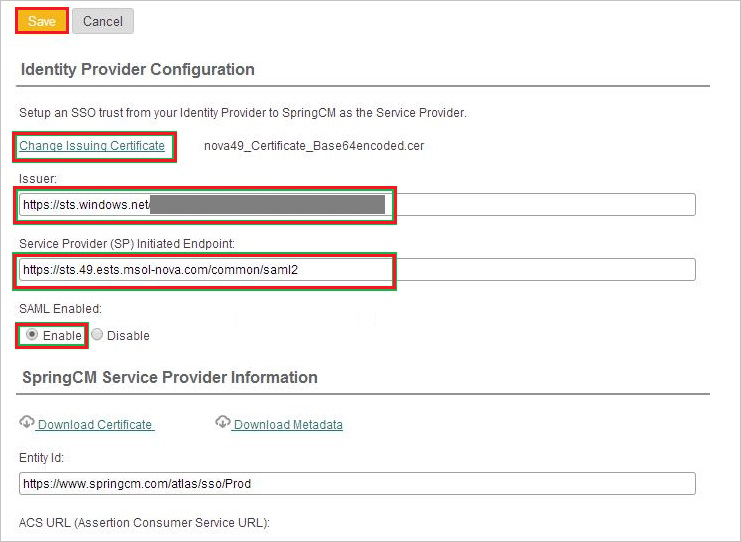 Save Cancel
Identity Provider Configuration
Setup an SSO trust from your Identity Provider to SpringCM as the Service Provider.
Change Issuing Certificate nova49_Certificate_Base64encoded.cer
Issuer:
https://sts.windows.net/
Service Provider (SP) Initiated Endpoint:
https://sts.49.ests.msol-nova.com/common/saml2
SAML Enabled:
Enable Disable
SpringCM Service Provider Information
Download Certificate Download Metadata
Entity Id:
https://www.springcm.com/atlas/sso/Prod
ACS URL (Assertion Consumer Service URL):